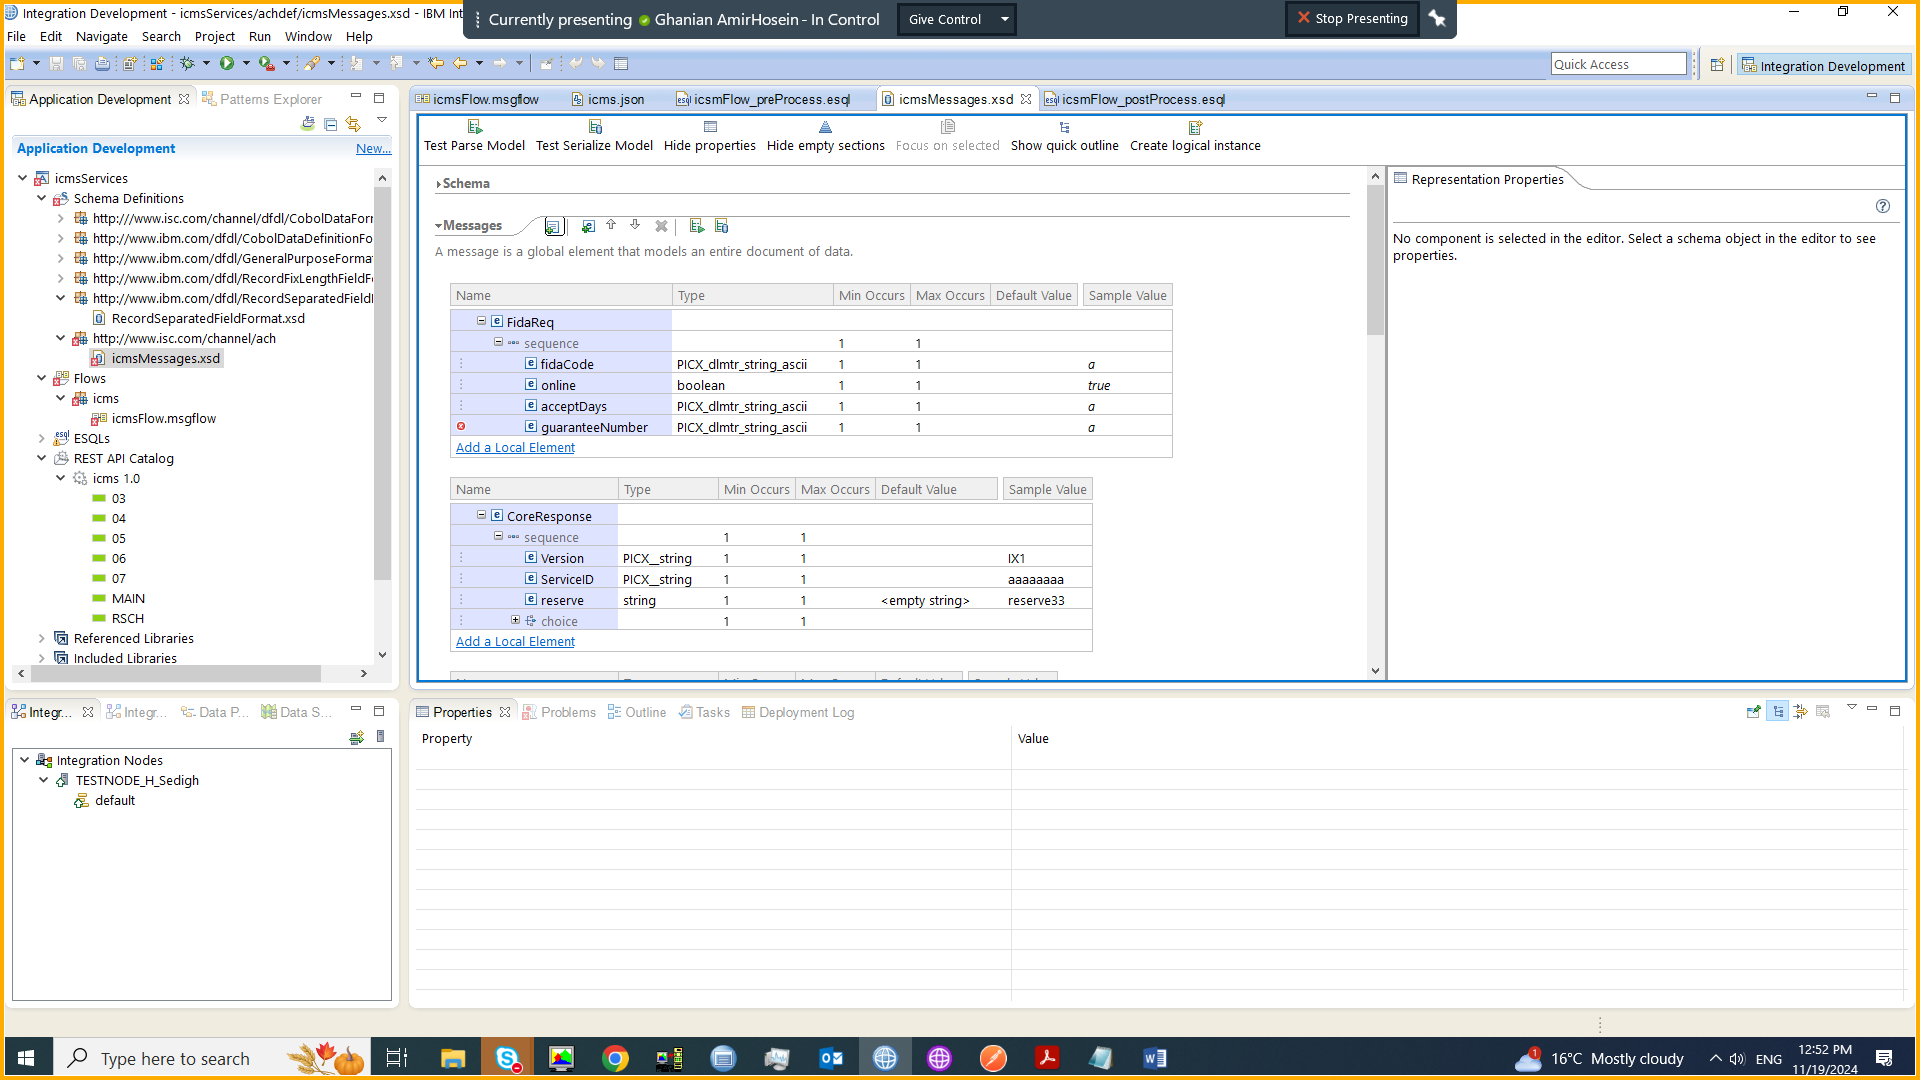 Integration Development - icmsServices/achdef/icmsMessages.xsd - IBM Int
Currently presenting Ghanian AmirHosein - In Control
Give Control
Stop Presenting
File Edit Navigate Search Project Run Window Help
Quick Access
Integration Development
Application Development
Patterns Explorer
icmsFlow.msgflow
icms.json
icsmFlow_preProcess.esql
icmsMessages.xsd
icsmFlow_postProcess.esql
Test Parse Model
Test Serialize Model
Hide properties
Hide empty sections
Focus on selected
Show quick outline
Create logical instance
Application Development
New...
icmsServices
Schema Definitions
http:///www.isc.com/channel/dfdl/CobolDataForr
http://www.ibm.com/dfdl/CobolDataDefinitionFo
http://www.ibm.com/dfdl/GeneralPurposeFormat
http://www.ibm.com/dfdl/RecordFixLengthFieldFo
http://www.ibm.com/dfdl/RecordSeparatedFieldF
RecordSeparatedFieldFormat.xsd
http://www.isc.com/channel/ach
icmsMessages.xsd
Flows
icms
icmsFlow.msgflow
ESQLs
REST API Catalog
icms 1.0
03
04
05
06
07
MAIN
RSCH
Referenced Libraries
Included Libraries
Schema
Messages
A message is a global element that models an entire document of data.
Name Type Min Occurs Max Occurs Default Value Sample Value
FidaReq
sequence 1 1
fidaCode PICX_dlmtr_string_ascii 1 1 a
online boolean 1 1 true
acceptDays PICX_dlmtr_string_ascii 1 1 a
guaranteeNumber PICX_dlmtr_string_ascii 1 1 a
Add a Local Element
Name Type Min Occurs Max Occurs Default Value Sample Value
CoreResponse
sequence 1 1
Version PICX__string 1 1 IX1
ServiceID PICX__string 1 1 aaaaaaaa
reserve string 1 1 <empty string> reserve33
choice 1 1
Add a Local Element
Representation Properties
No component is selected in the editor. Select a schema object in the editor to see
properties.
Integr...
Integr...
Data P...
Data S...
Integration Nodes
TESTNODE_H_Sedigh
default
Properties
Problems
Outline
Tasks
Deployment Log
Property Value
Type here to search
1
16°C Mostly cloudy
ENG
12:52 PM
11/19/2024